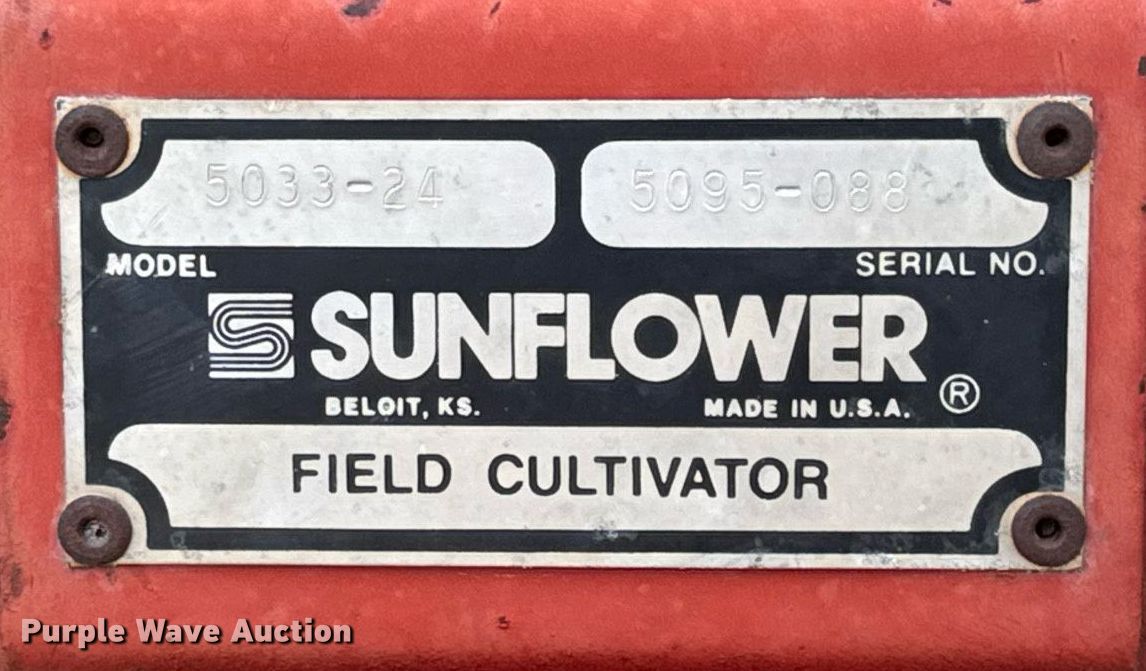 5033-24 5095-088
MODEL SERIAL NO.
SUNFLOWER ®
BELOIT, KS. MADE IN U.S.A.
FIELD CULTIVATOR
Purple Wave Auction